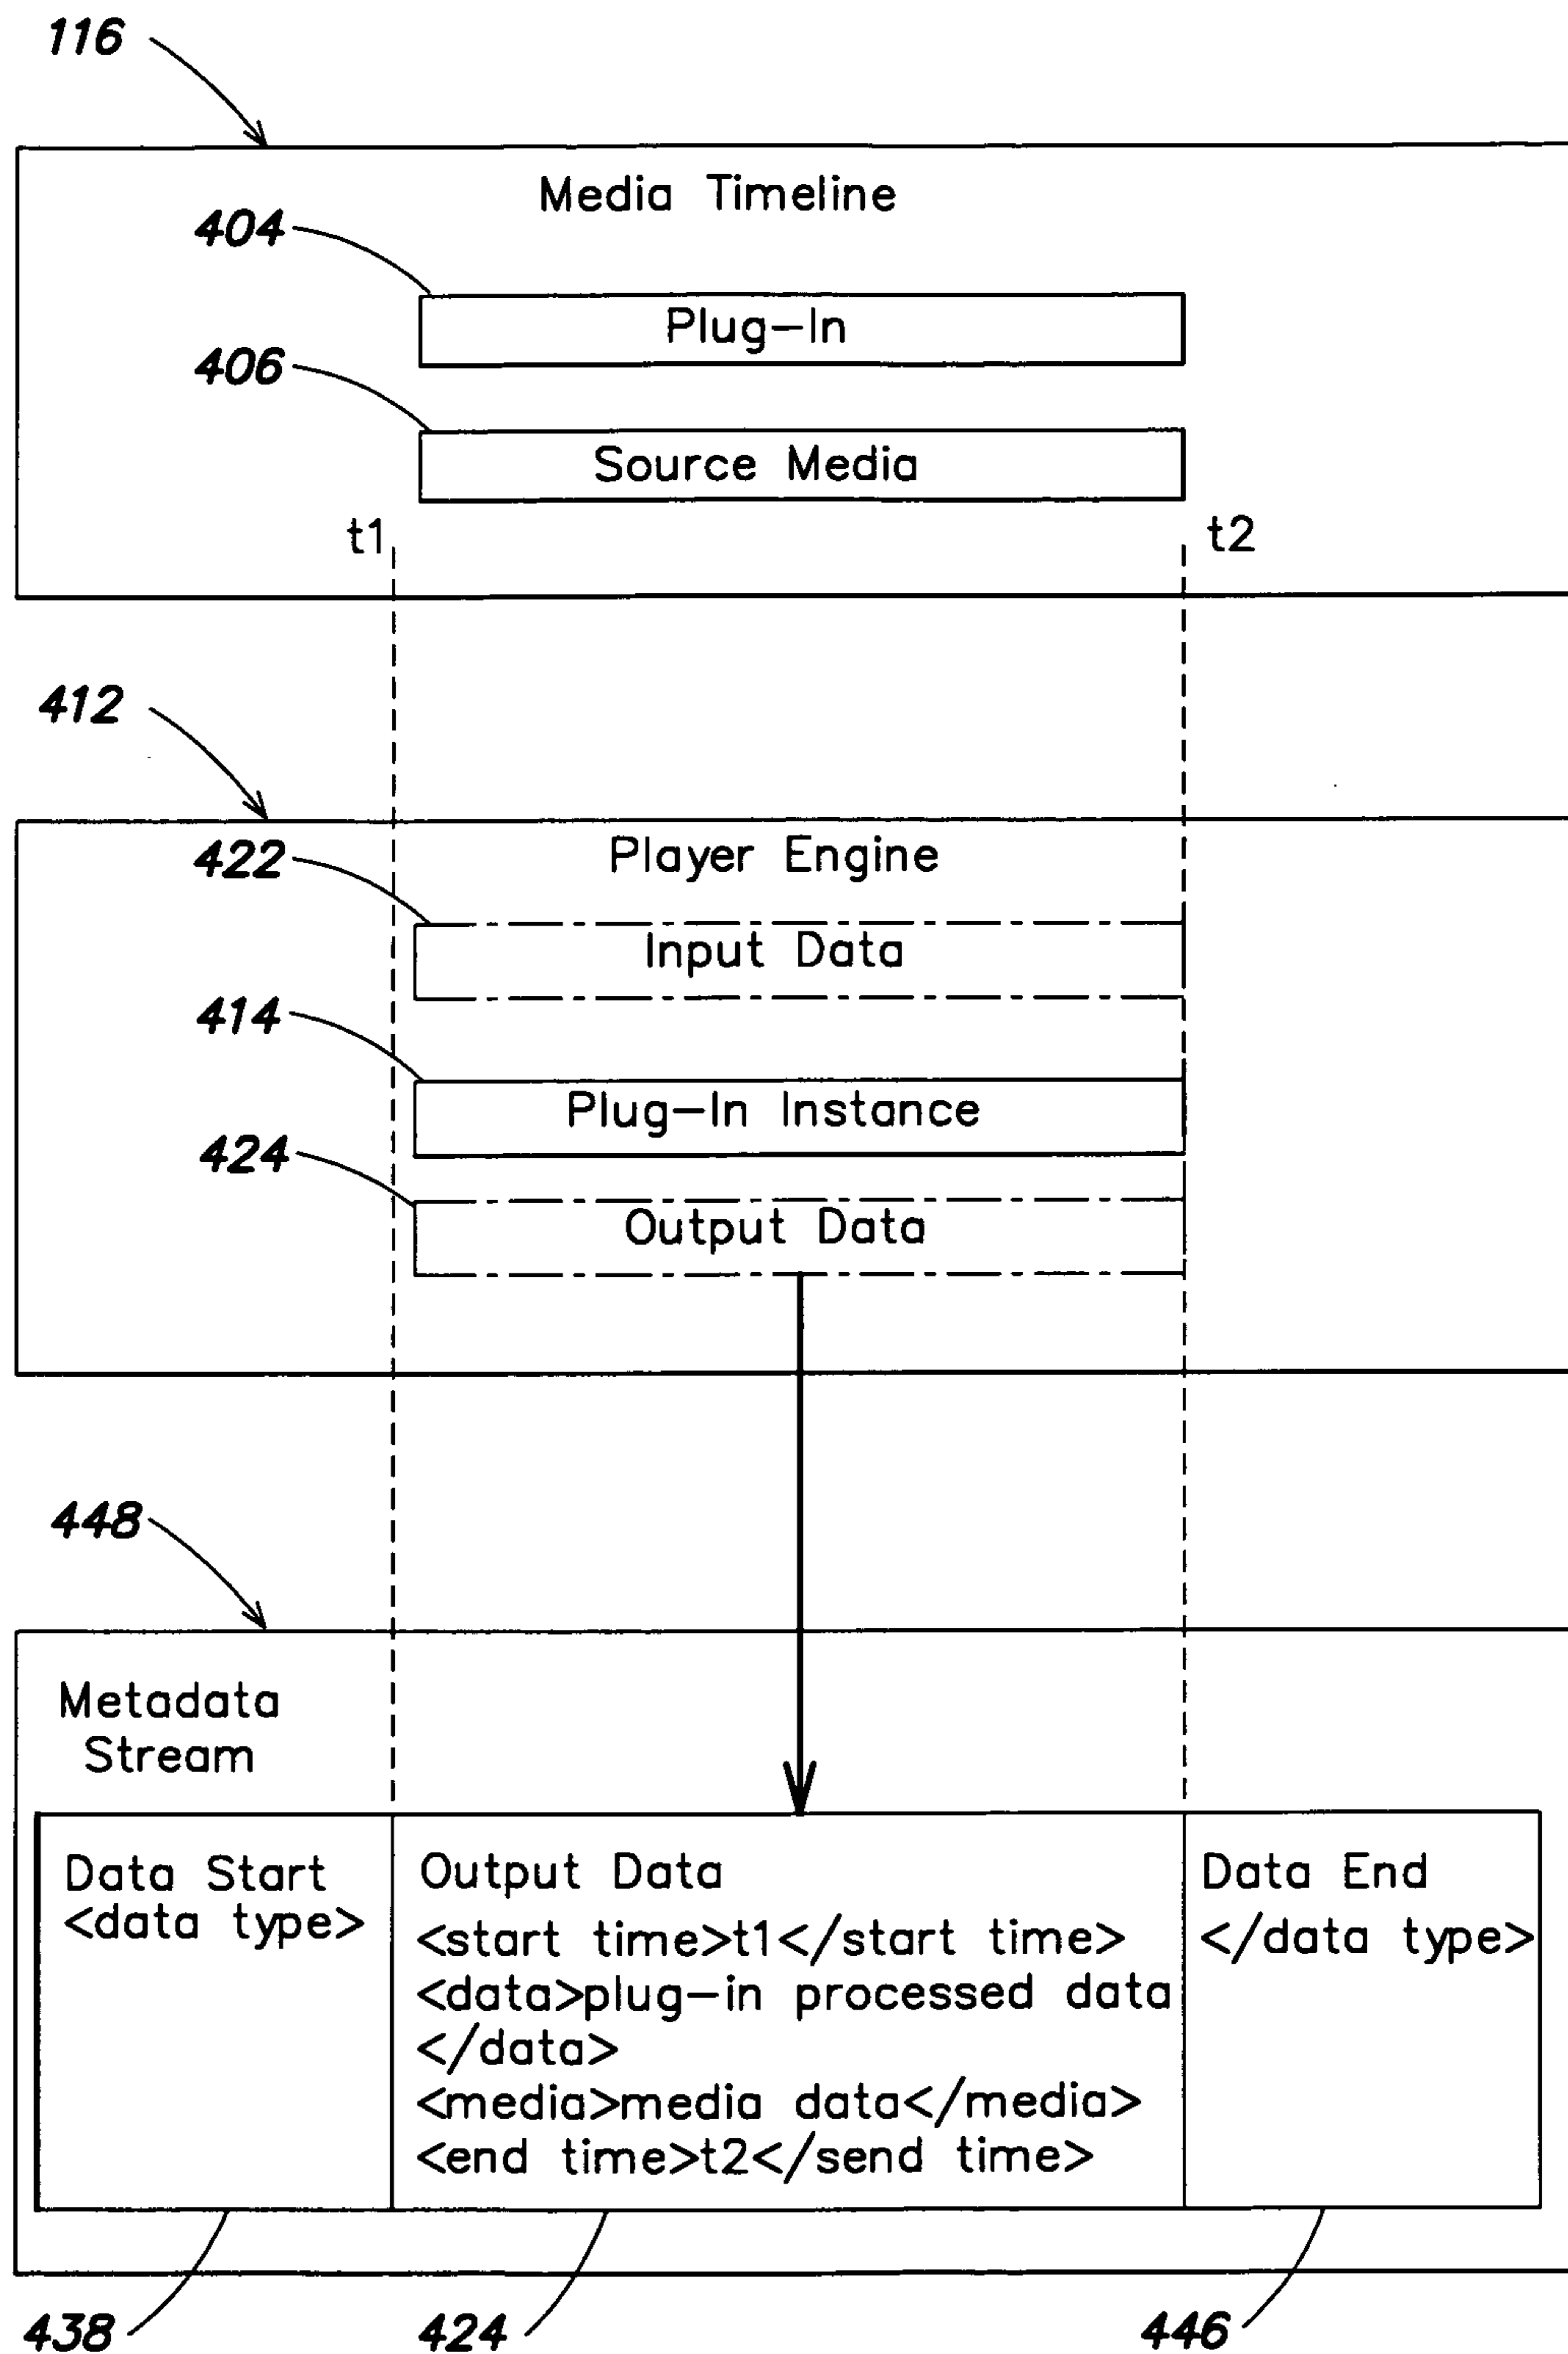 116
Media Timeline
404
Plug-In
406
Source Media
t1
t2
412
Player Engine
422
Input Data
414
Plug-In Instance
424
Output Data
448
Metadata
Stream
Data Start
<data type>
Output Data
<start time>t1</start time>
<data>plug-in processed data
</data>
<media>media data</media>
<end time>t2</send time>
Data End
</data type>
438
424
446